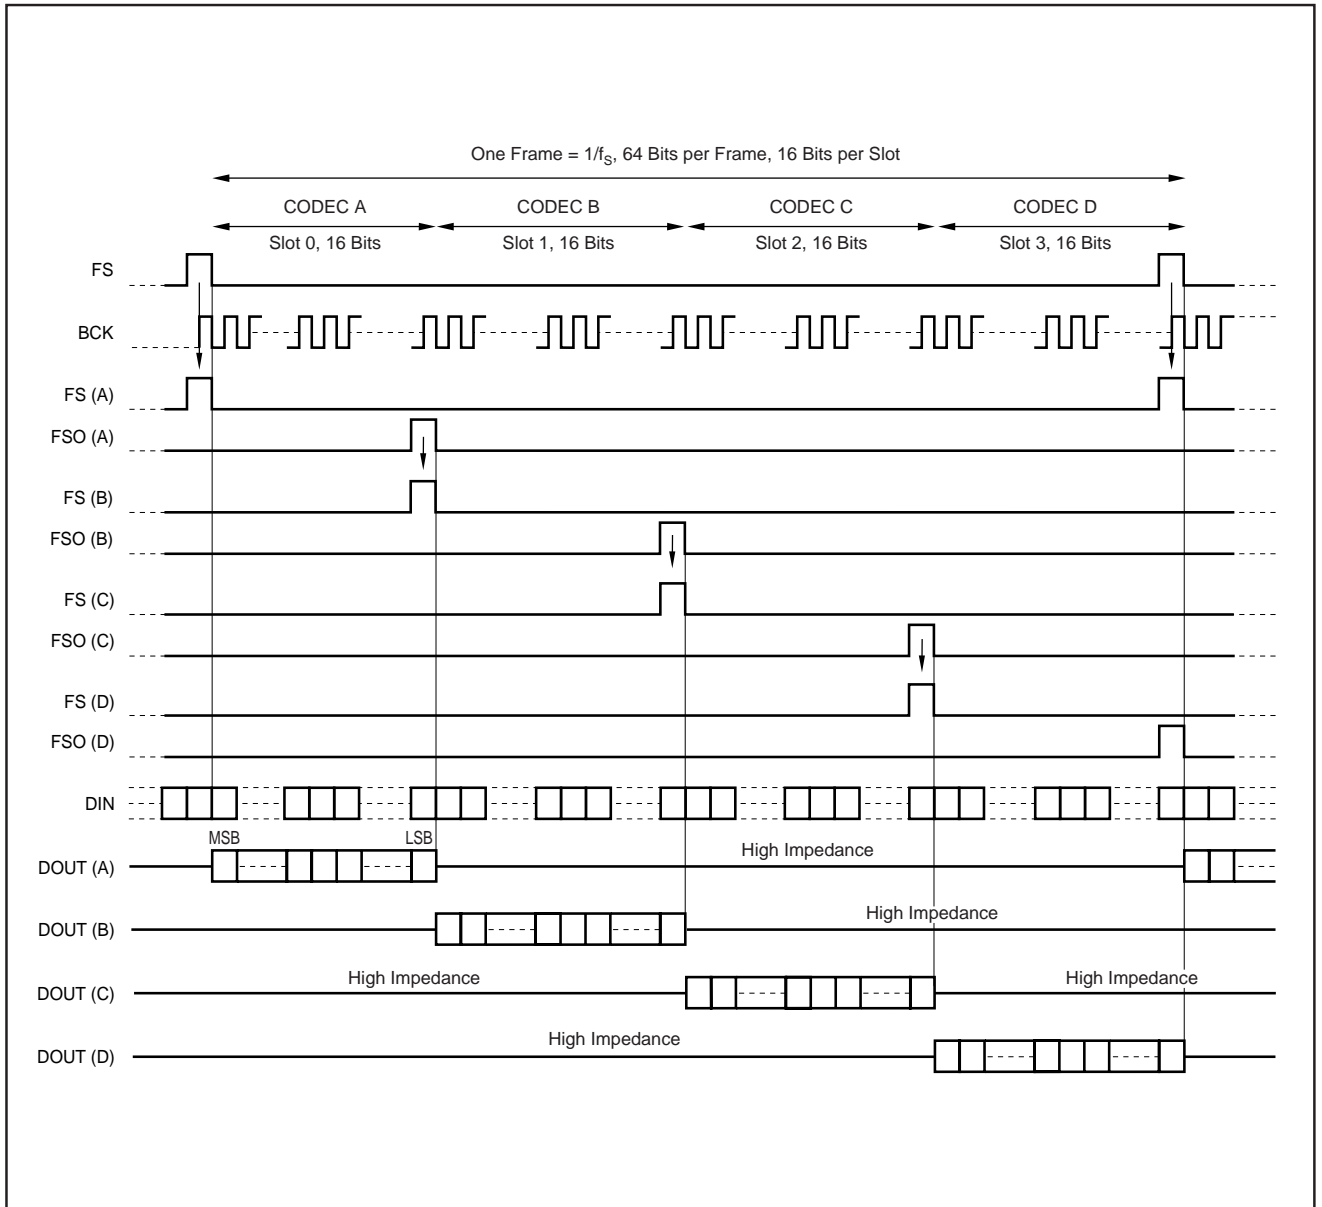 One Frame = 1/fS, 64 Bits per Frame, 16 Bits per Slot
CODEC A CODEC B CODEC C CODEC D
Slot 0, 16 Bits Slot 1, 16 Bits Slot 2, 16 Bits Slot 3, 16 Bits
FS
BCK
FS (A)
FSO (A)
FS (B)
FSO (B)
FS (C)
FSO (C)
FS (D)
FSO (D)
DIN
MSB LSB
DOUT (A) High Impedance
DOUT (B) High Impedance
DOUT (C) High Impedance High Impedance
DOUT (D) High Impedance